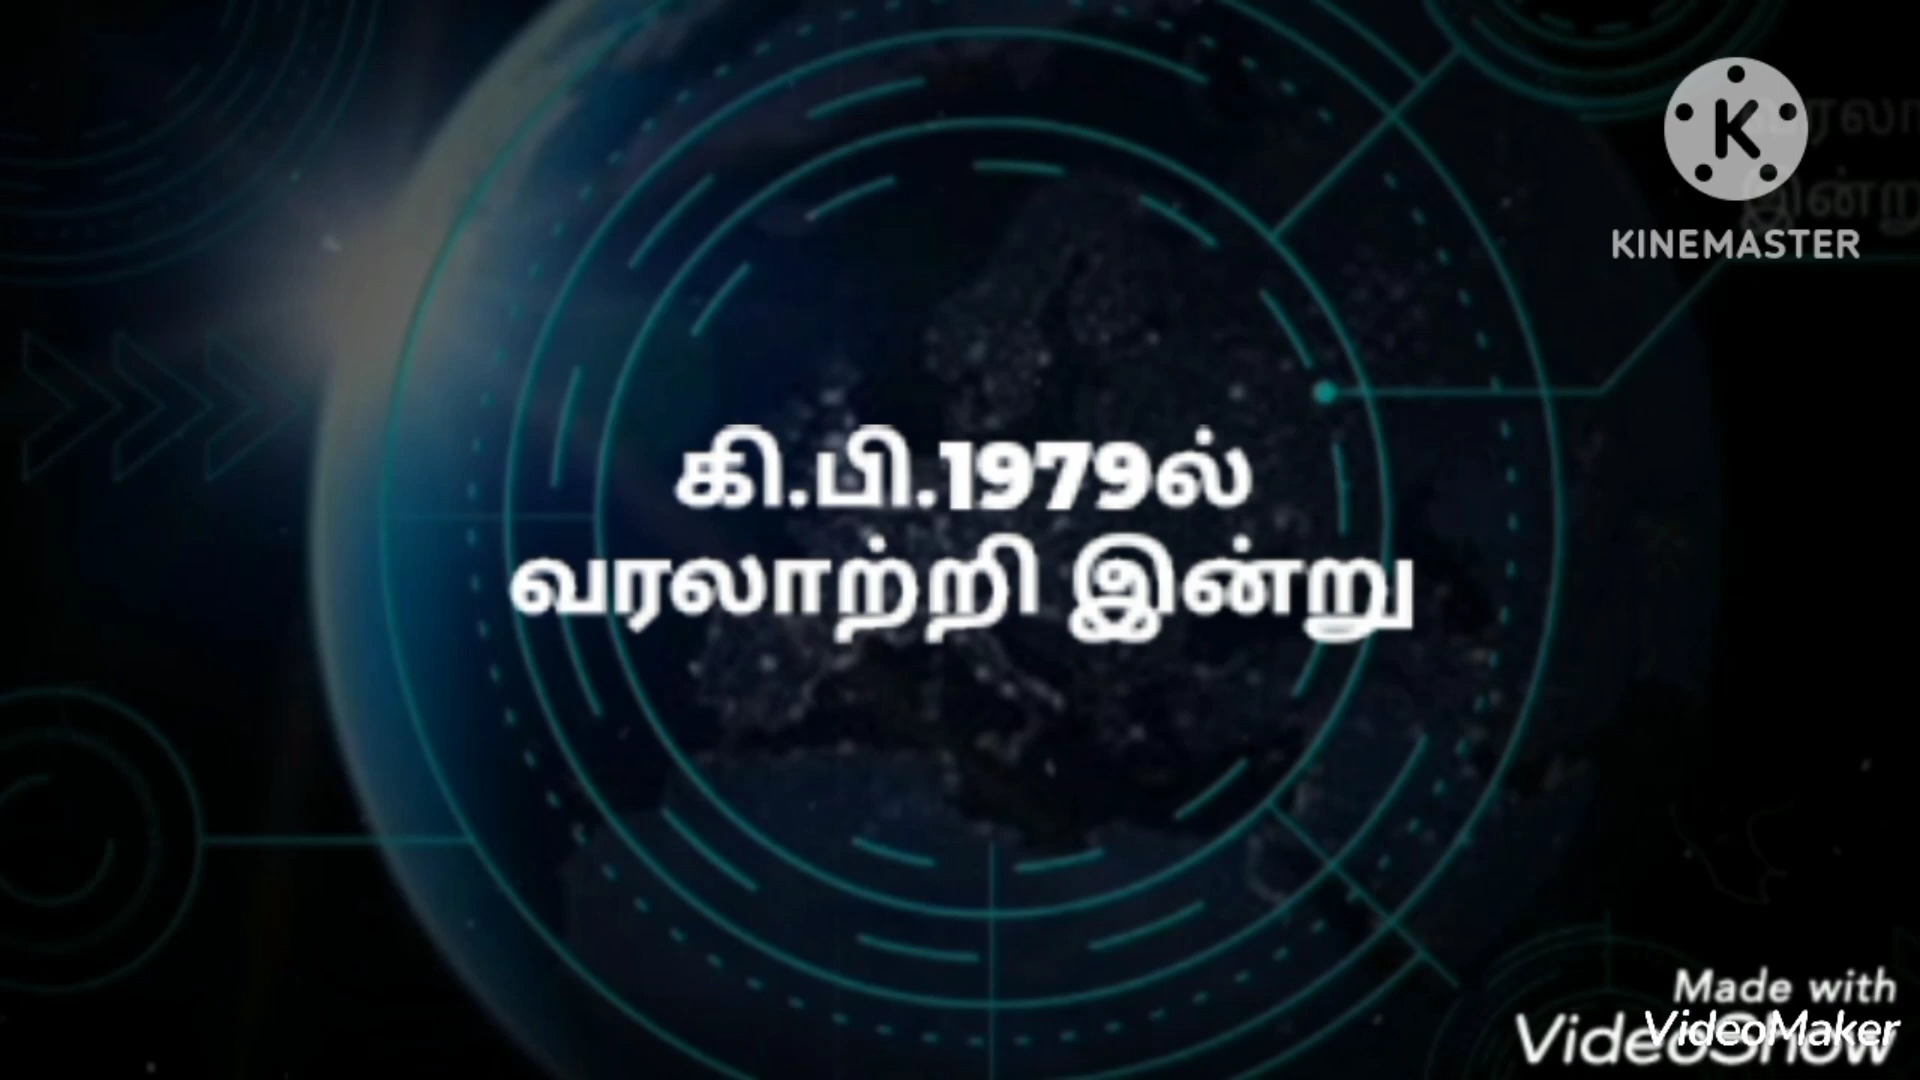 KINEMASTER
கி.பி.1979ல்
வரலாற்றி இன்று
Made with
VideoShow
VideoMaker